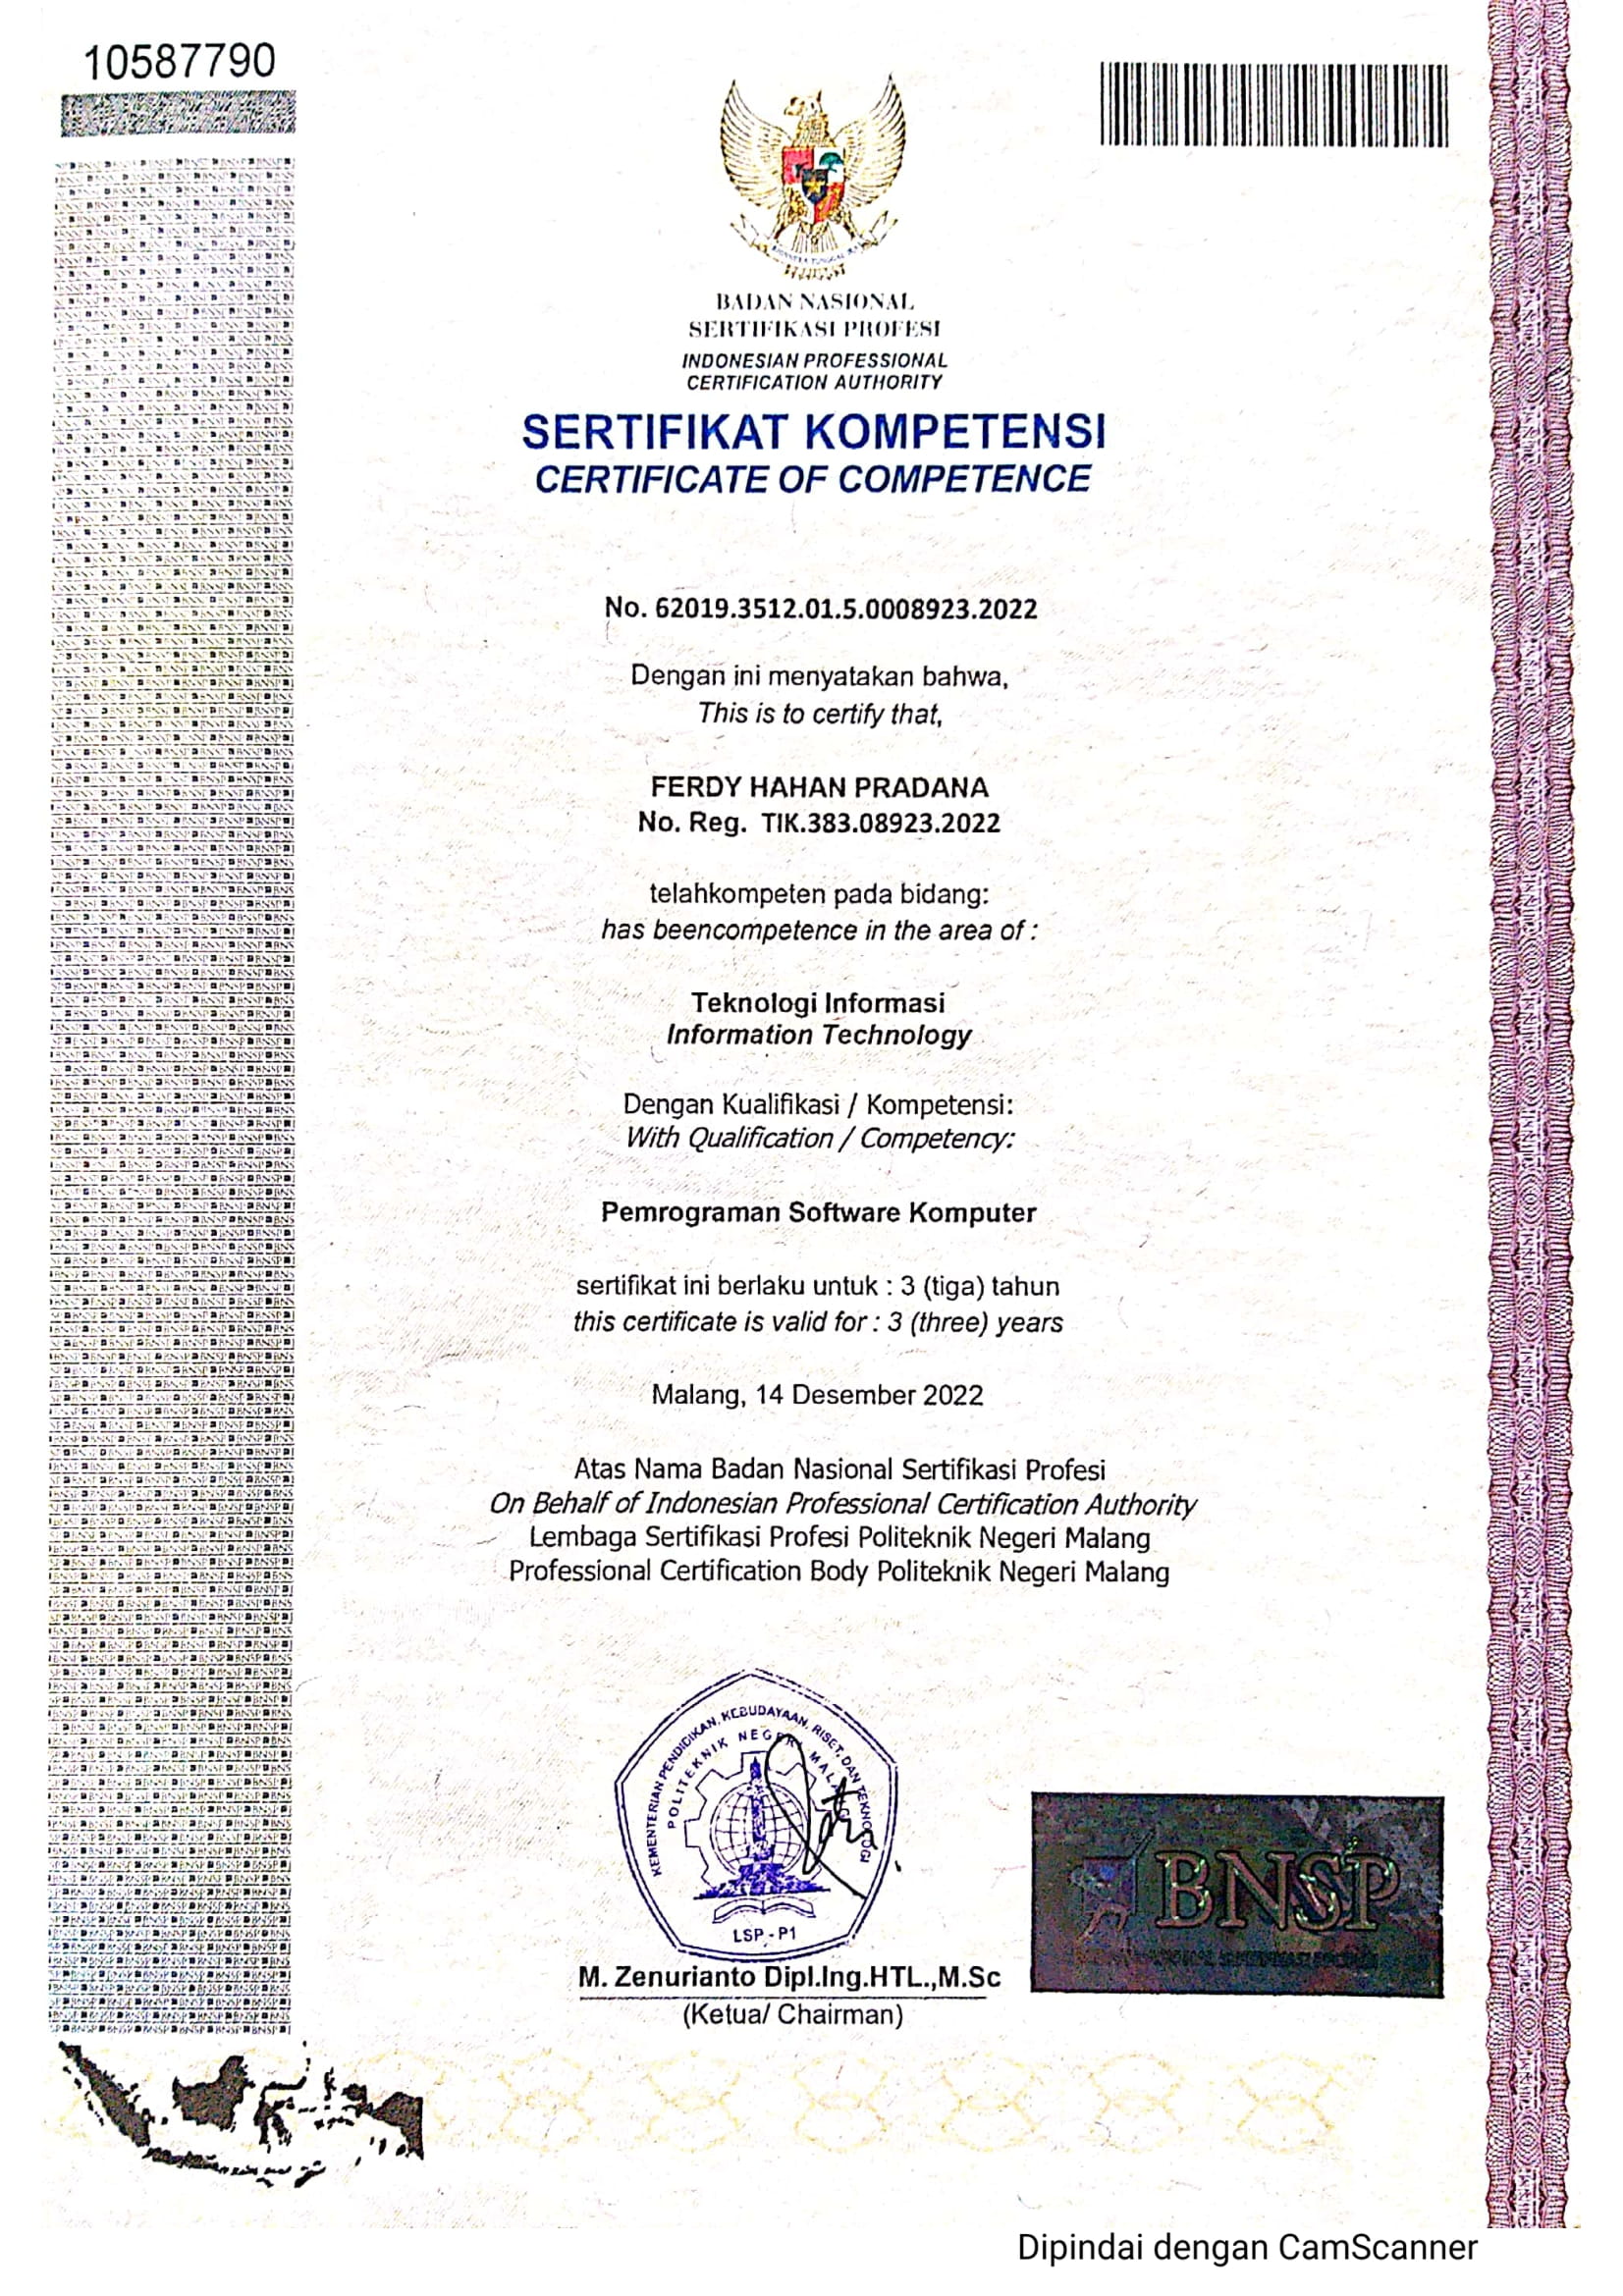 10587790
BADAN NASIONAL
SERTIFIKASI PROFESI
INDONESIAN PROFESSIONAL
CERTIFICATION AUTHORITY
SERTIFIKAT KOMPETENSI
CERTIFICATE OF COMPETENCE
No. 62019.3512.01.5.0008923.2022
Dengan ini menyatakan bahwa,
This is to certify that,
FERDY HAHAN PRADANA
No. Reg. TIK.383.08923.2022
telahkompeten pada bidang:
has beencompetence in the area of :
Teknologi Informasi
Information Technology
Dengan Kualifikasi / Kompetensi:
With Qualification / Competency:
Pemrograman Software Komputer
sertifikat ini berlaku untuk : 3 (tiga) tahun
this certificate is valid for : 3 (three) years
Malang, 14 Desember 2022
Atas Nama Badan Nasional Sertifikasi Profesi
On Behalf of Indonesian Professional Certification Authority
Lembaga Sertifikasi Profesi Politeknik Negeri Malang
Professional Certification Body Politeknik Negeri Malang
KEMENTERIAN PENDIDIKAN, KEBUDAYAAN, RISET, DAN TEKNOLOGI
POLITEKNIK NEGERI MALANG
LSP - P1
BNSP
M. Zenurianto Dipl.Ing.HTL.,M.Sc
(Ketua/ Chairman)
Dipindai dengan CamScanner